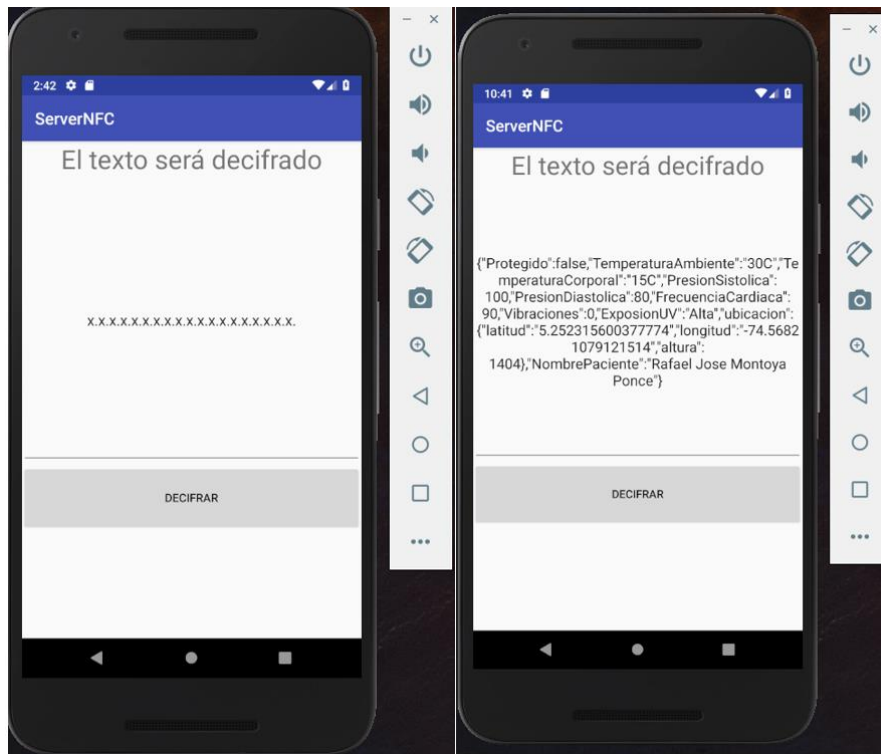 2:42
ServerNFC
El texto será decifrado
x.x.x.x.x.x.x.x.x.x.x.x.x.x.x.x.x.x.x.
DECIFRAR
10:41
ServerNFC
El texto será decifrado
{"Protegido":false,"TemperaturaAmbiente":"30C","Te
mperaturaCorporal":"15C","PresionSistolica":
100,"PresionDiastolica":80,"FrecuenciaCardiaca":
90,"Vibraciones":0,"ExposionUV":"Alta","ubicacion":
{"latitud":"5.252315600377774","longitud":"-74.5682
1079121514","altura":
1404},"NombrePaciente":"Rafael Jose Montoya
Ponce"}
DECIFRAR